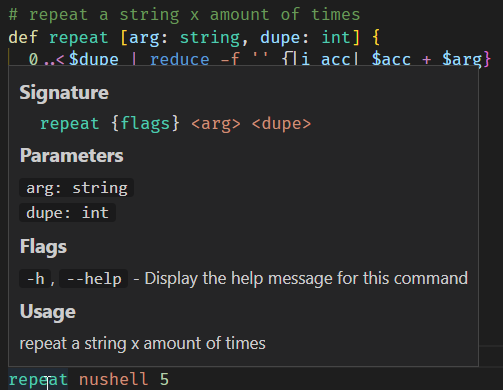 # repeat a string x amount of times
def repeat [arg: string, dupe: int] {
0..<$dupe | reduce -f '' {|i acc| $acc + $arg}
Signature
repeat {flags} <arg> <dupe>
Parameters
arg: string
dupe: int
Flags
-h, --help - Display the help message for this command
Usage
repeat a string x amount of times
repeat nushell 5